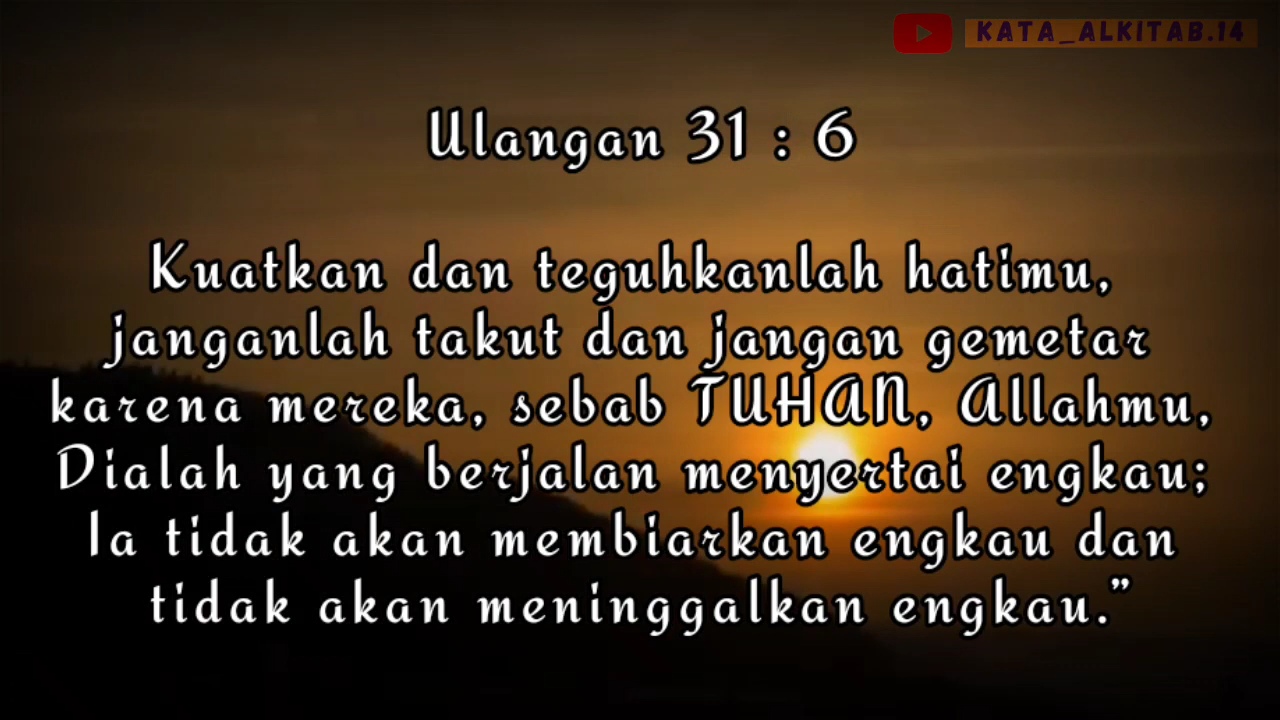 KATA_ALKITAB.14
Ulangan 31 : 6
Kuatkan dan teguhkanlah hatimu,
janganlah takut dan jangan gemetar
karena mereka, sebab TUHAN, Allahmu,
Dialah yang berjalan menyertai engkau;
Ia tidak akan membiarkan engkau dan
tidak akan meninggalkan engkau.”